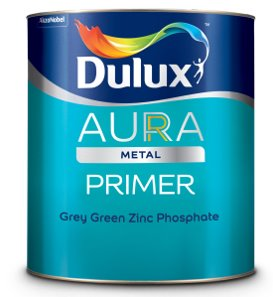 AkzoNobel
Dulux
AURA
METAL
PRIMER
Grey Green Zinc Phosphate